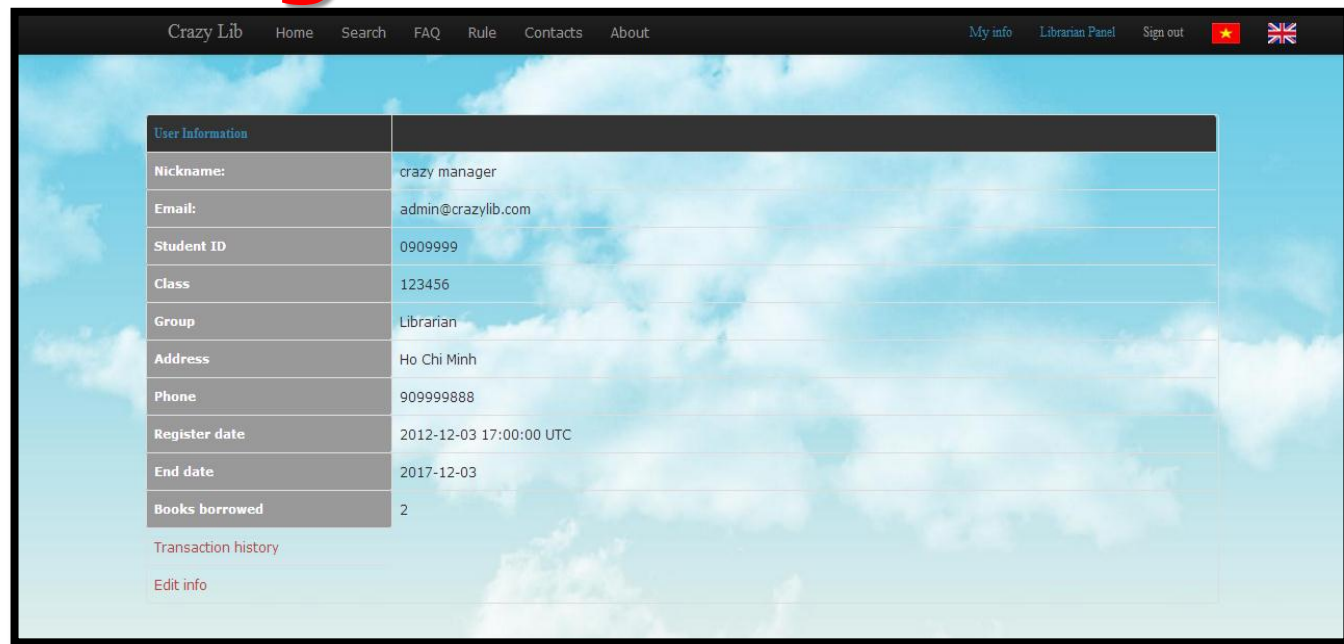 Crazy Lib Home Search FAQ Rule Contacts About My info Librarian Panel Sign out
User Information
Nickname: crazy manager
Email: admin@crazylib.com
Student ID 0909999
Class 123456
Group Librarian
Address Ho Chi Minh
Phone 909999888
Register date 2012-12-03 17:00:00 UTC
End date 2017-12-03
Books borrowed 2
Transaction history
Edit info